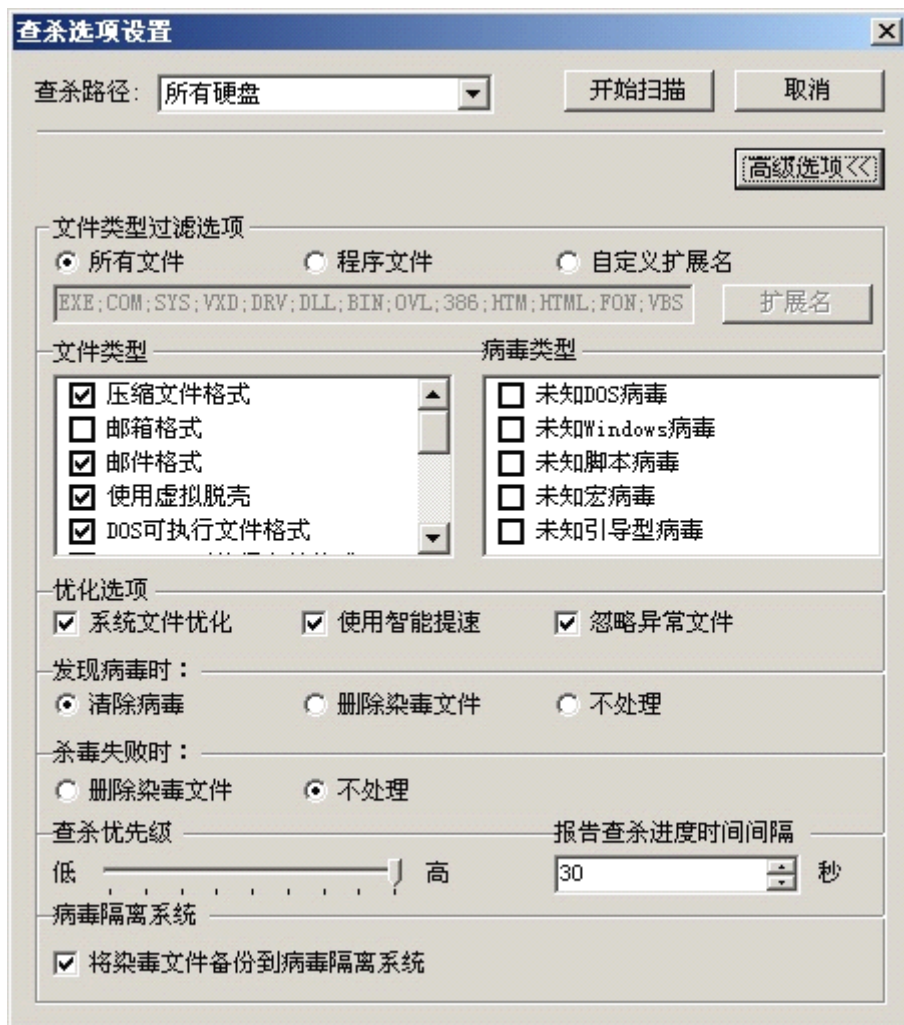 查杀选项设置
查杀路径: 所有硬盘 开始扫描 取消
高级选项<<
文件类型过滤选项
所有文件 程序文件 自定义扩展名
EXE;COM;SYS;VXD;DRV;DLL;BIN;OVL;386;HTM;HTML;FON;VBS 扩展名
文件类型 病毒类型
压缩文件格式 未知DOS病毒
邮箱格式 未知Windows病毒
邮件格式 未知脚本病毒
使用虚拟脱壳 未知宏病毒
DOS可执行文件格式 未知引导型病毒
优化选项
系统文件优化 使用智能提速 忽略异常文件
发现病毒时：
清除病毒 删除染毒文件 不处理
杀毒失败时：
删除染毒文件 不处理
查杀优先级 报告查杀进度时间间隔
低 高 30 秒
病毒隔离系统
将染毒文件备份到病毒隔离系统